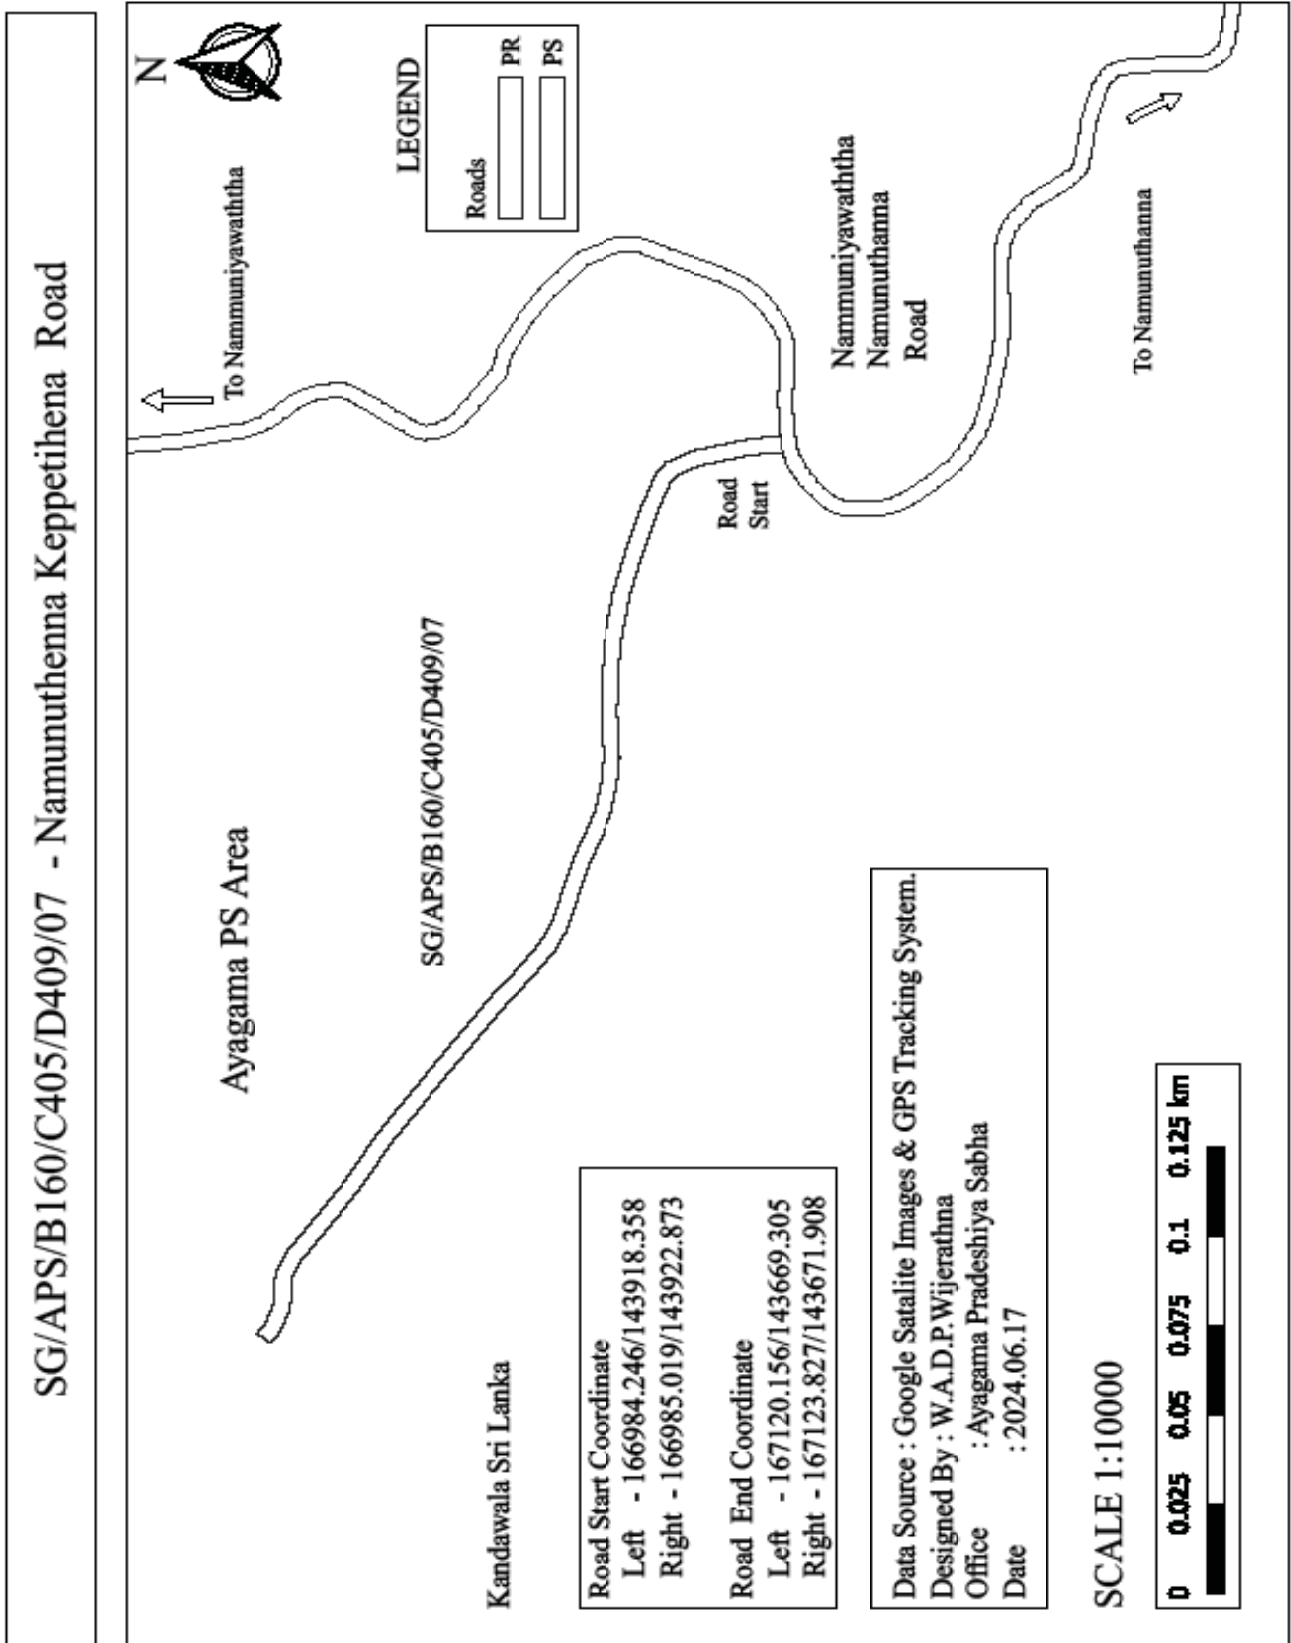 SG/APS/B160/C405/D409/07 - Namunuthenna Keppetihena Road
N
To Nammuniyawaththa
LEGEND
Roads
PR
PS
Ayagama PS Area
SG/APS/B160/C405/D409/07
Road
Start
Nammuniyawaththa
Namunuthanna
Road
To Namunuthanna
Kandawala Sri Lanka
Road Start Coordinate
Left - 166984.246/143918.358
Right - 166985.019/143922.873
Road End Coordinate
Left - 167120.156/143669.305
Right - 167123.827/143671.908
Data Source : Google Satalite Images & GPS Tracking System.
Designed By : W.A.D.P.Wijerathna
Office : Ayagama Pradeshiya Sabha
Date : 2024.06.17
SCALE 1:10000
0 0.025 0.05 0.075 0.1 0.125 km